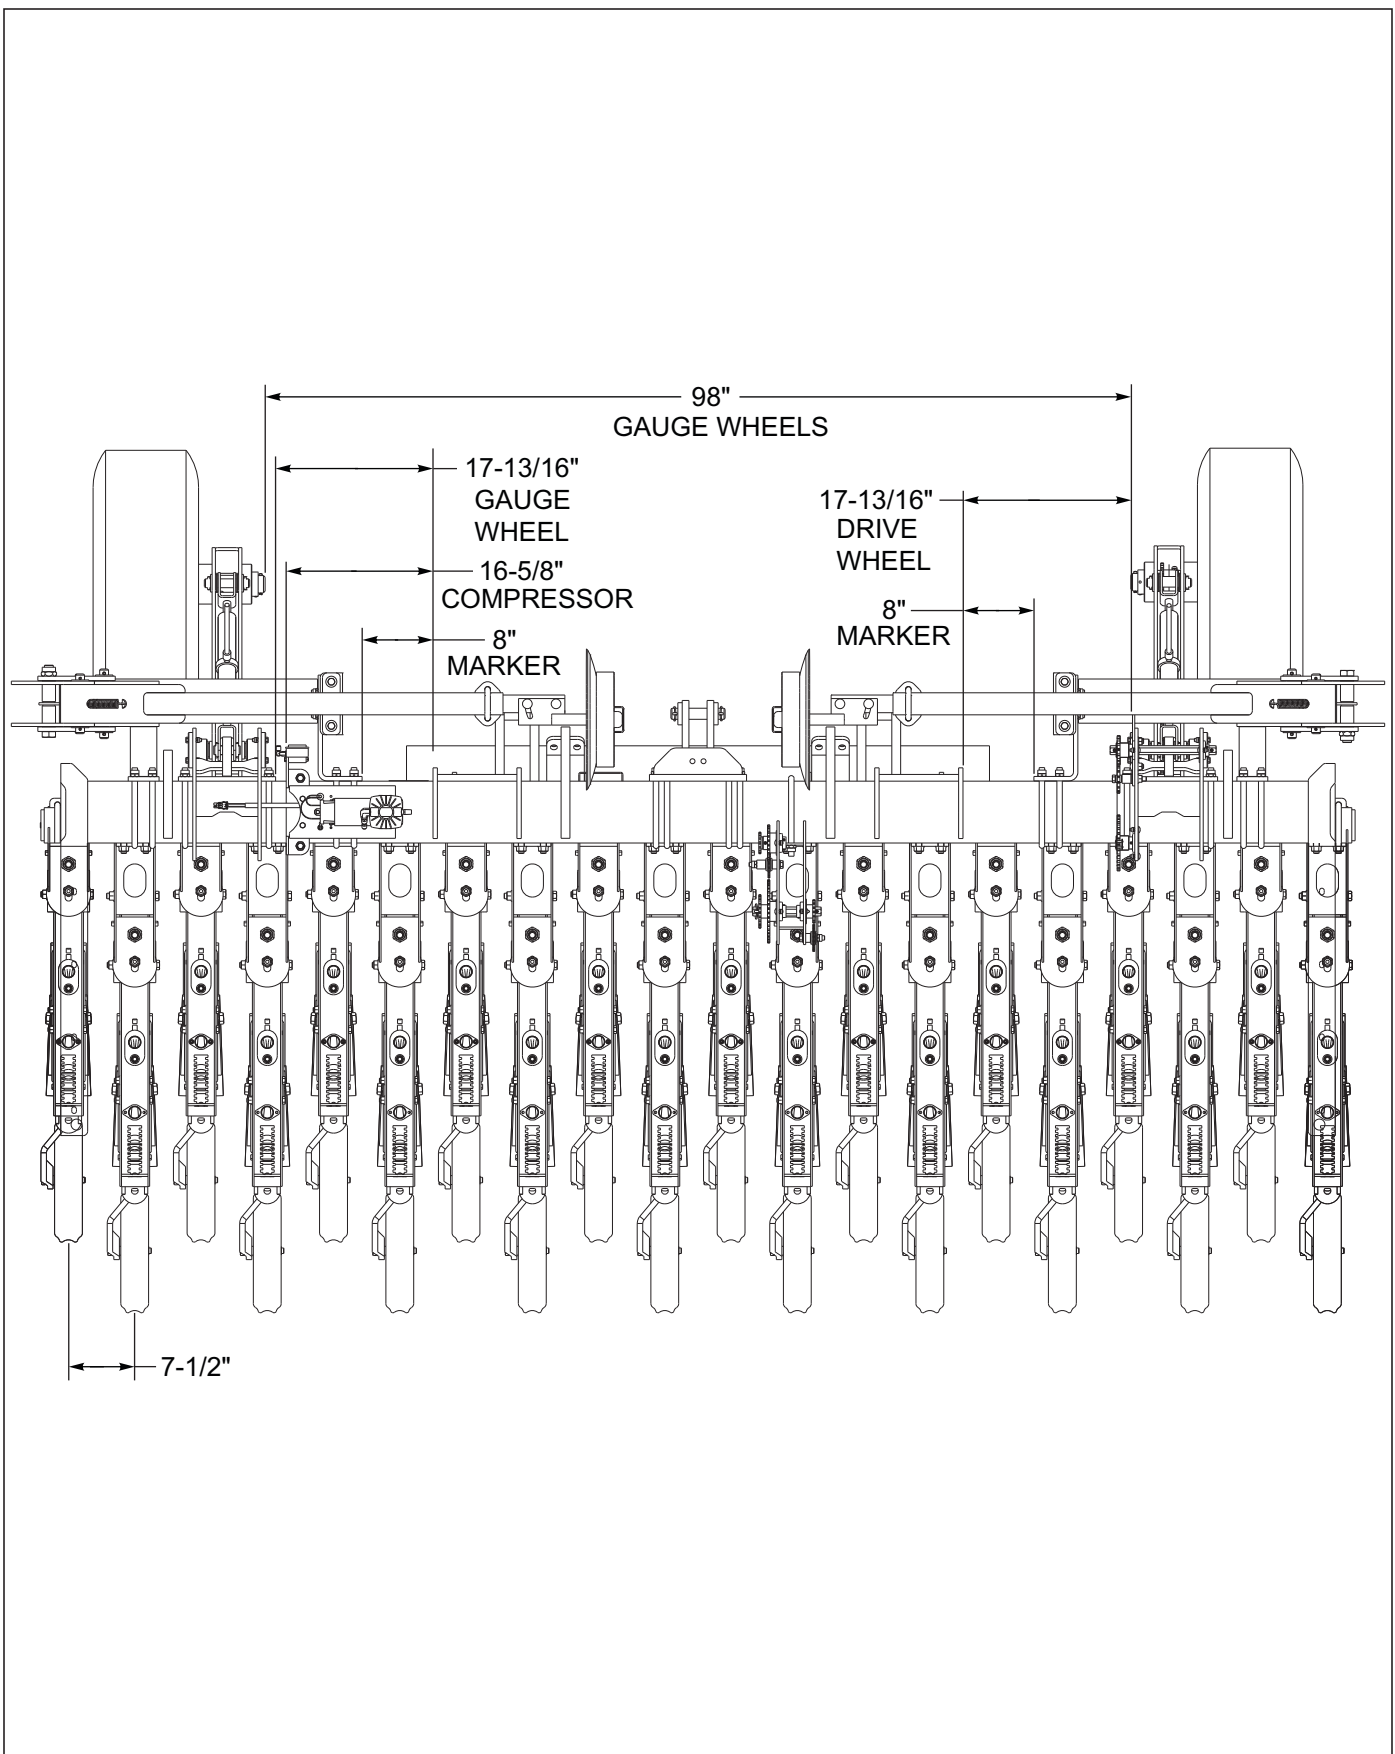 98"
GAUGE WHEELS
17-13/16"
GAUGE
WHEEL
17-13/16"
DRIVE
WHEEL
16-5/8"
COMPRESSOR
8"
MARKER
8"
MARKER
7-1/2"